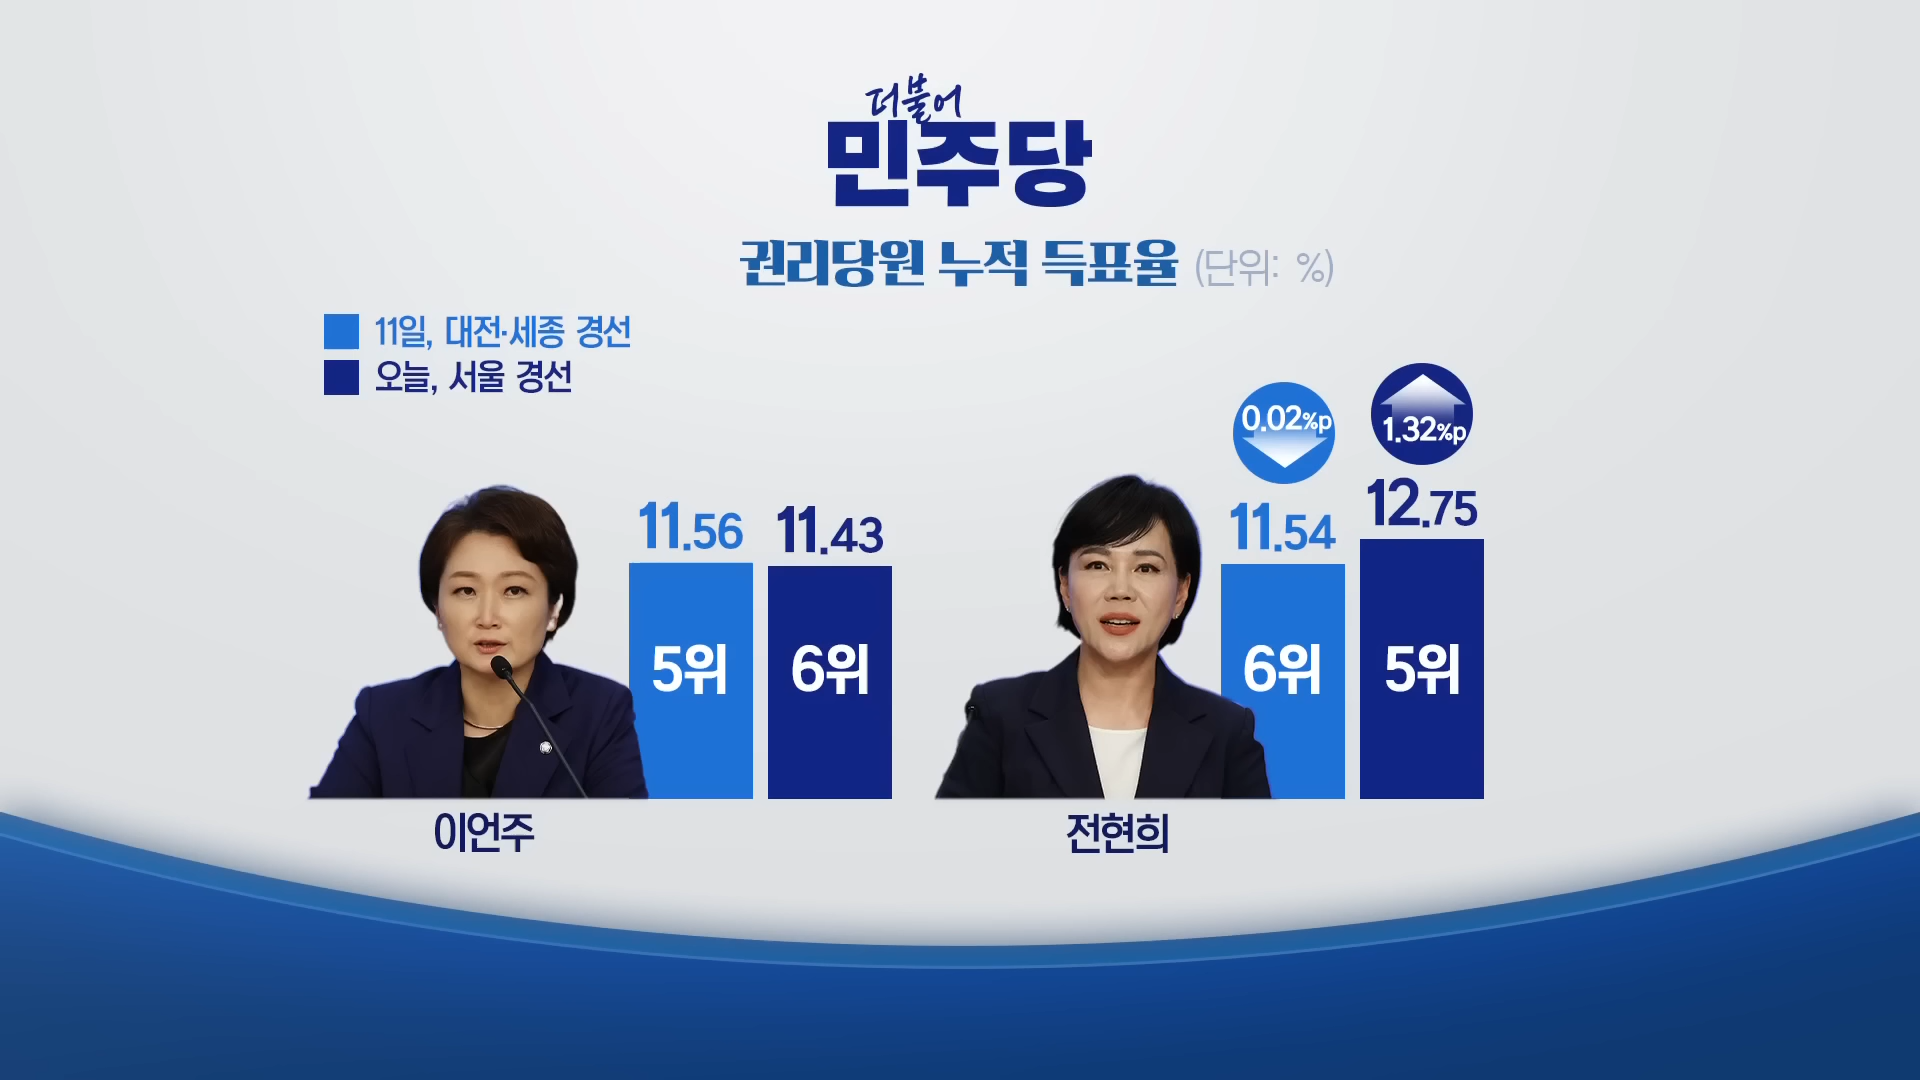 더불어
민주당
권리당원 누적 득표율 (단위: %)
11일, 대전·세종 경선
오늘, 서울 경선
0.02%p
1.32%p
11.56
11.43
11.54
12.75
5위
6위
6위
5위
이언주
전현희